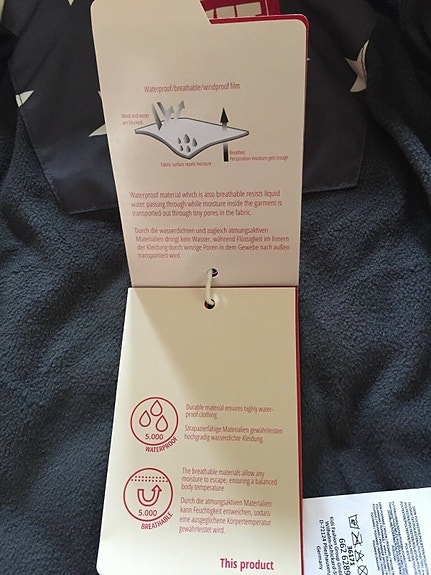 Waterproof/breathable/windproof film
Wind and water
are blocked.
Breathes
Perspiration moisture gets trough
Fabric surface repels moisture
Waterproof material which is also breathable resists liquid
water passing through while moisture inside the garment is
transported out through tiny pores in the fabric.
Durch die wasserdichten und zugleich atmungsaktiven
Materialien dringt kein Wasser, während Flüssigkeit im Innern
der Kleidung durch winzige Poren in dem Gewebe nach außen
transportiert wird.
Durable material ensures highly water-
proof clothing
Strapazierfähige Materialien gewährleisten
hochgradig wasserdichte Kleidung.
5.000
WATERPROOF
The breathable materials allow any
moisture to escape, ensuring a balanced
body temperature
Durch die atmungsaktiven Materialien
kann Feuchtigkeit entweichen, sodass
eine ausgeglichene Körpertemperatur
gewährleistet wird.
5.000
BREATHABLE
This product
662 6289
Germany